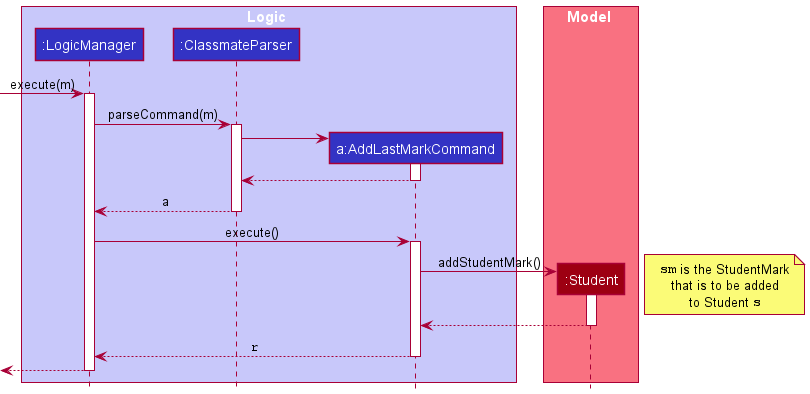 Logic
Model
:LogicManager
:ClassmateParser
execute(m)
parseCommand(m)
a:AddLastMarkCommand
a
execute()
addStudentMark()
:Student
sm is the StudentMark
that is to be added
to Student s
r